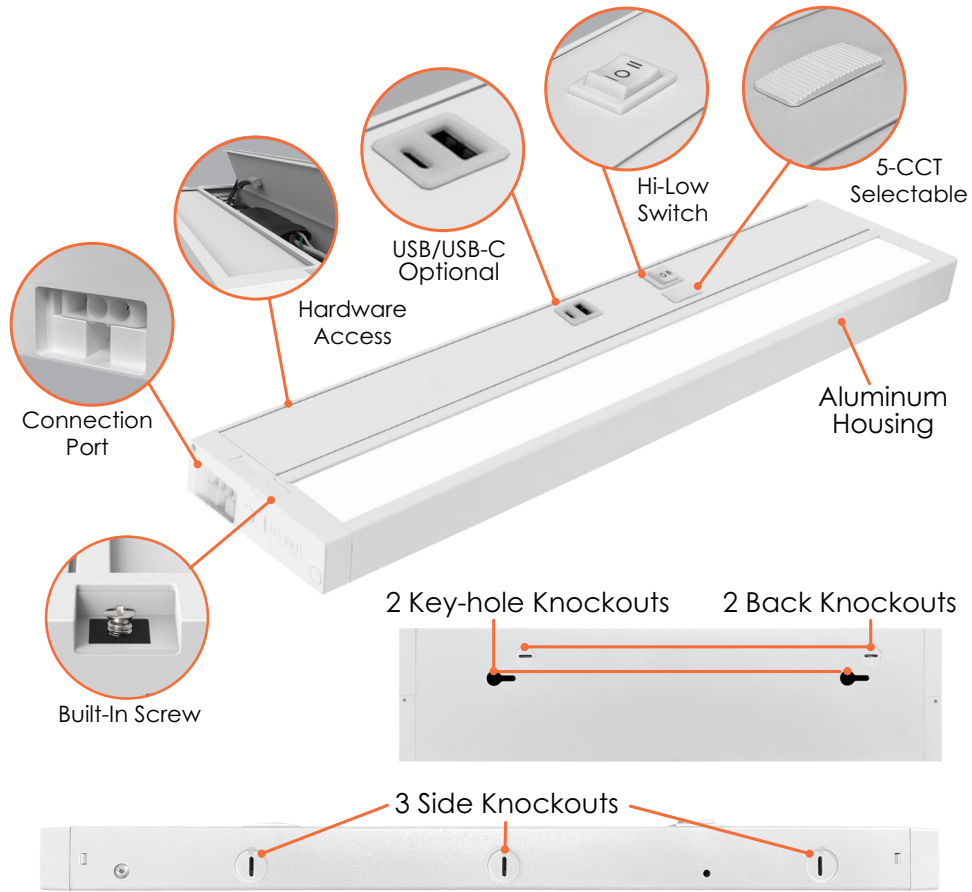 5-CCT
Selectable
Hi-Low
Switch
USB/USB-C
Optional
Hardware
Access
Connection
Port
Aluminum
Housing
Built-In Screw
2 Key-hole Knockouts
2 Back Knockouts
3 Side Knockouts
I O II